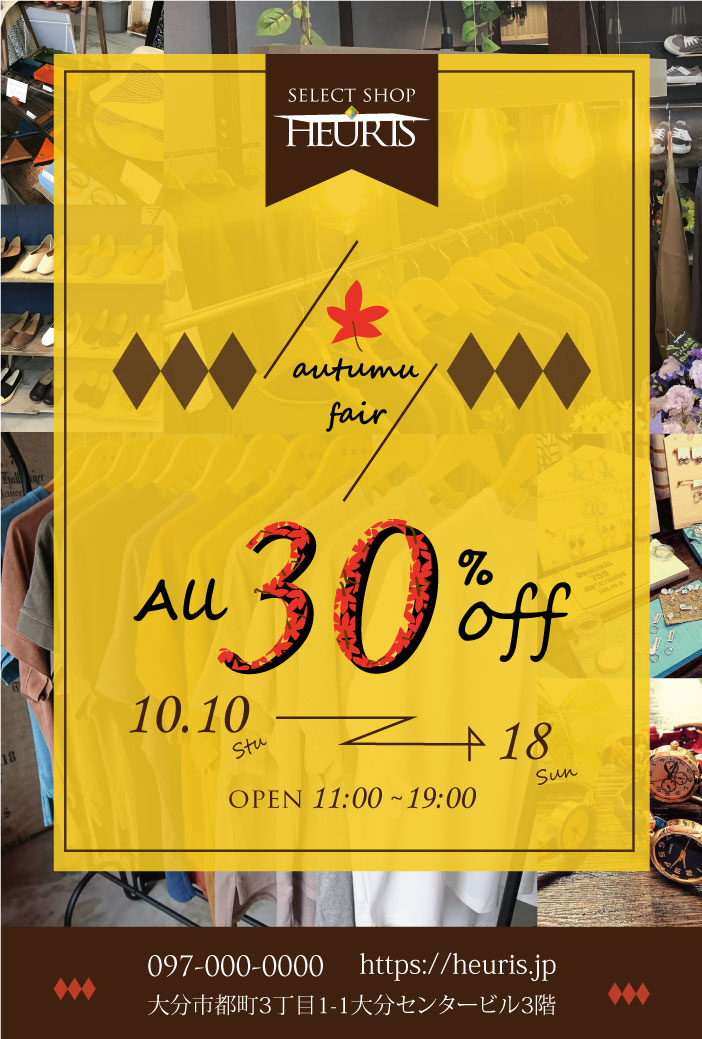 SELECT SHOP
HEURIS
autumu
fair
All 30% off
10.10 Stu
18 Sun
OPEN 11:00 ~19:00
097-000-0000 https://heuris.jp
大分市都町3丁目1-1大分センタービル3階